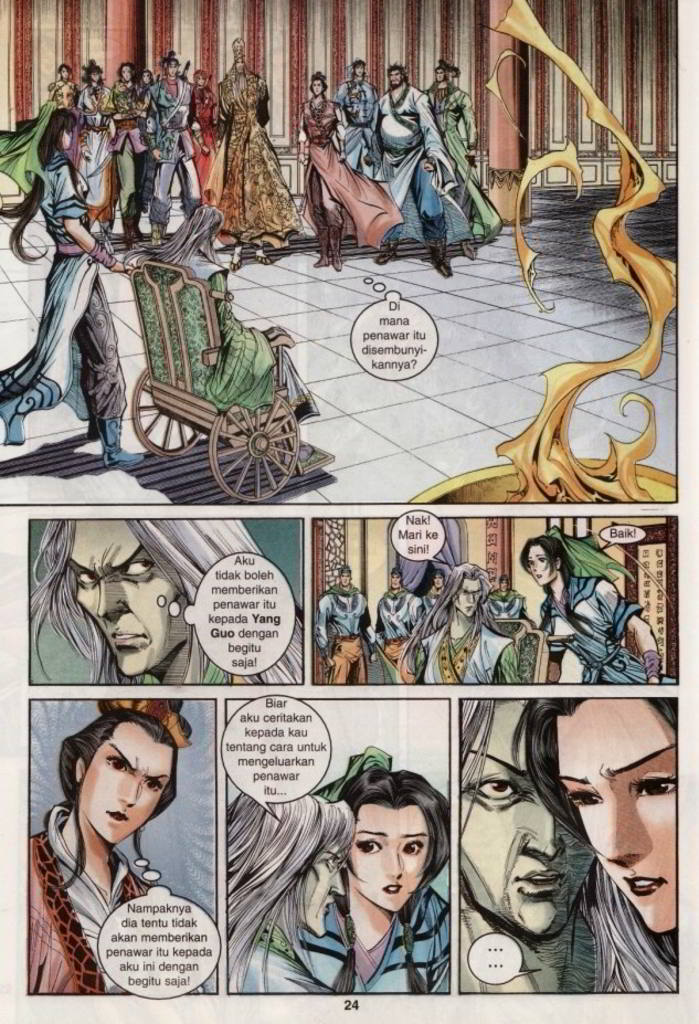 Di
mana
penawar itu
disembunyi-
kannya?
Aku
tidak boleh
memberikan
penawar itu
kepada Yang
Guo dengan
begitu
saja!
Nak!
Mari ke
sini!
Baik!
Nampaknya
dia tentu tidak
akan memberikan
penawar itu kepada
aku ini dengan
begitu saja!
Biar
aku ceritakan
kepada kau
tentang cara untuk
mengeluarkan
penawar
itu...
...
...
24